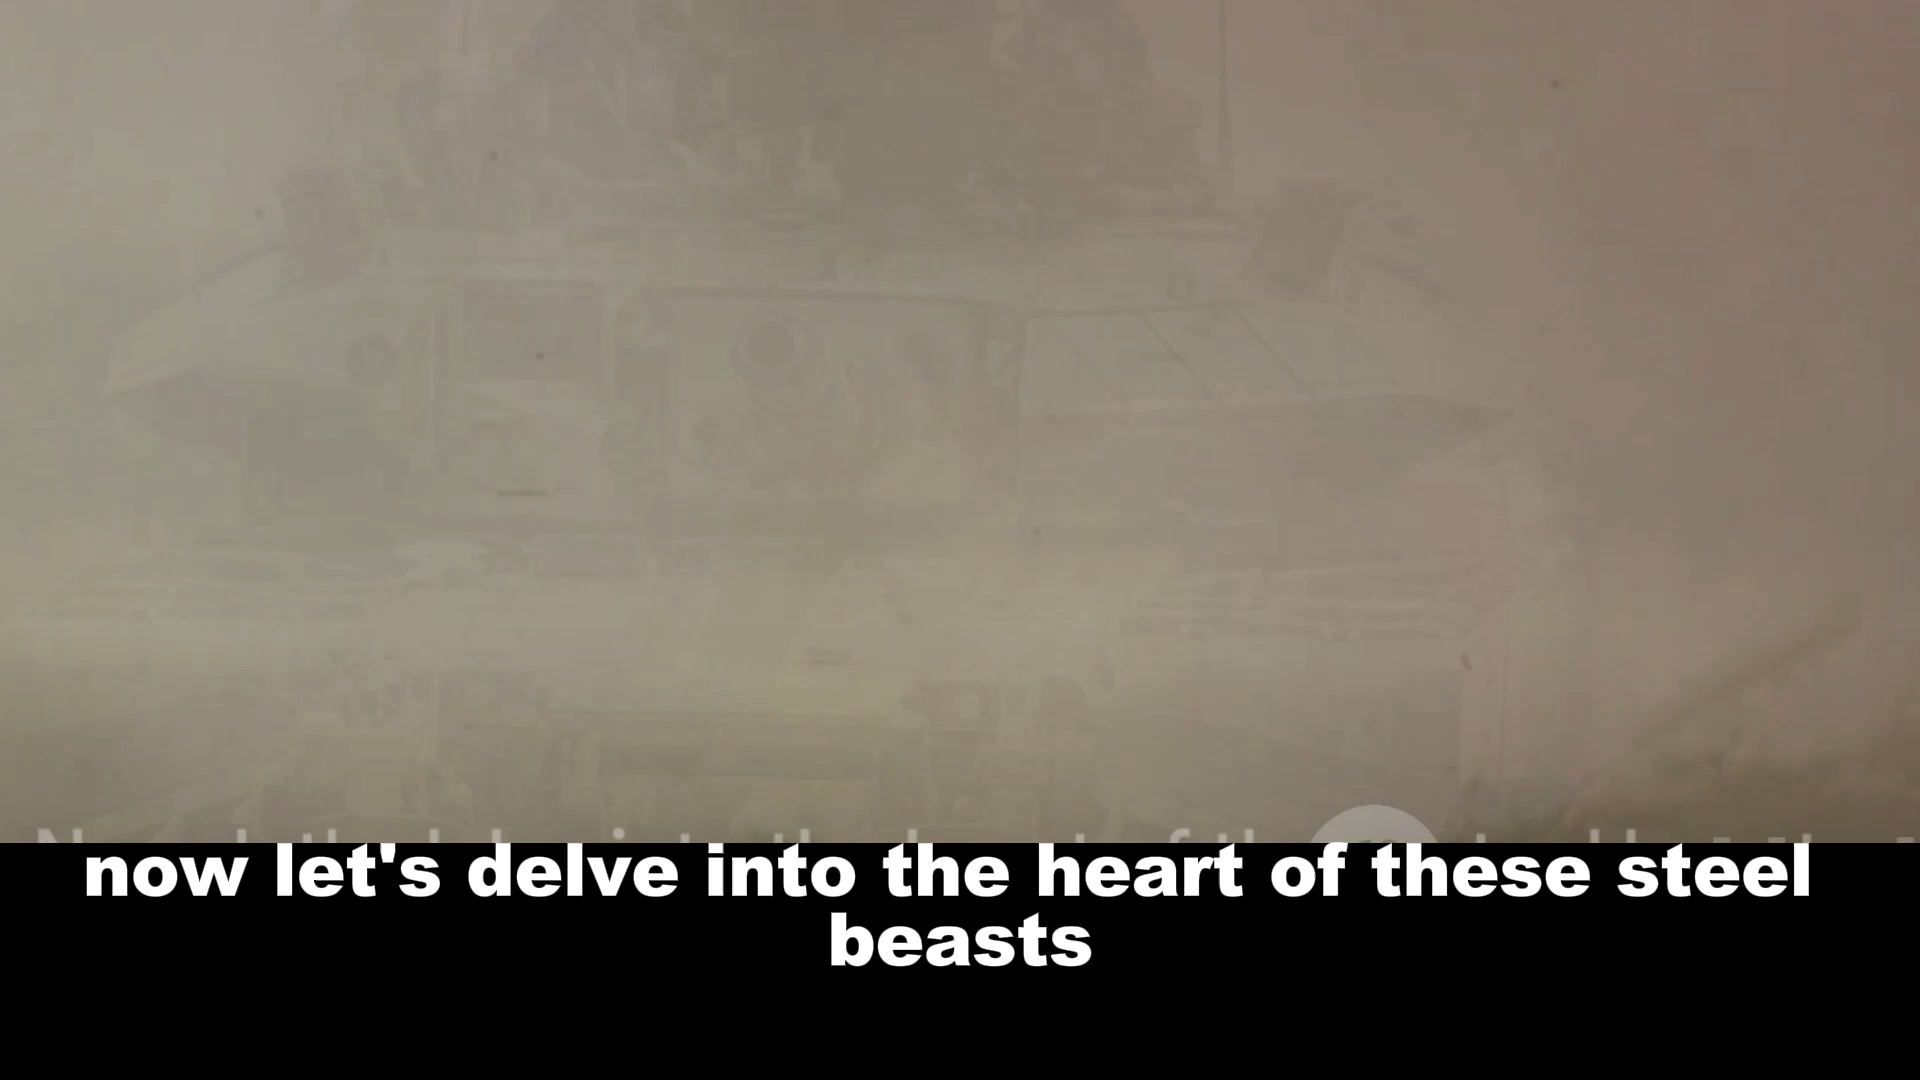 now let's delve into the heart of these steel
beasts